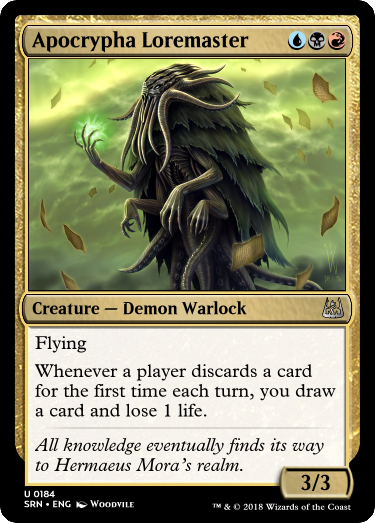 Apocrypha Loremaster
Creature — Demon Warlock
Flying
Whenever a player discards a card
for the first time each turn, you draw
a card and lose 1 life.
All knowledge eventually finds its way
to Hermaeus Mora's realm.
3/3
U 0184
SRN • ENG Woodvile
™ & © 2018 Wizards of the Coast